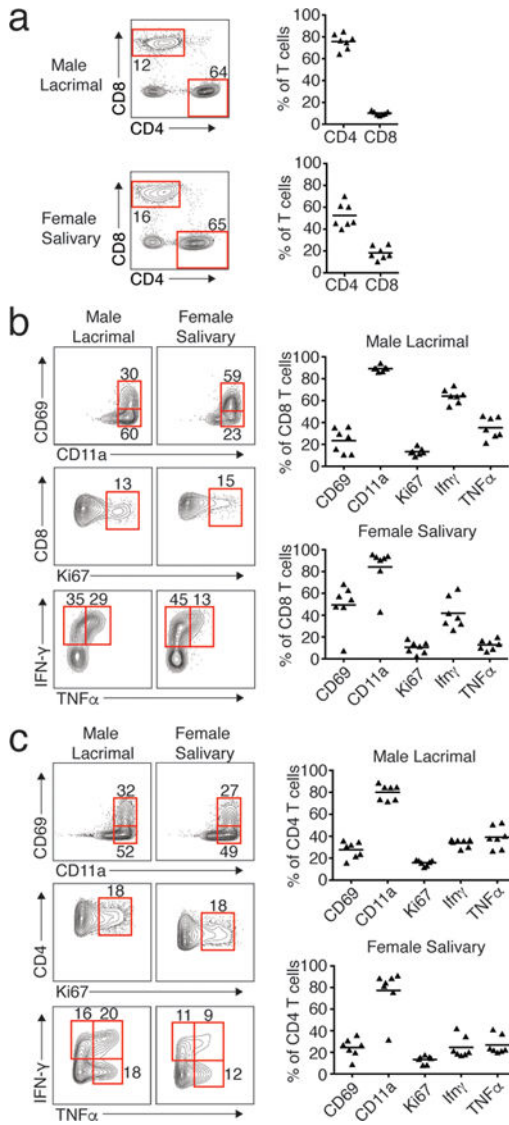 a
Male
Lacrimal
CD8
12
64
CD4
% of T cells
100
80
60
40
20
0
CD4 CD8
Female
Salivary
CD8
16
65
CD4
% of T cells
100
80
60
40
20
0
CD4 CD8
b
Male
Lacrimal
Female
Salivary
CD69
30
60
59
23
CD11a
CD8
13
15
Ki67
IFN-γ
35 29
45 13
TNFα
Male Lacrimal
% of CD8 T cells
100
80
60
40
20
0
CD69 CD11a Ki67 Ifnγ TNFα
Female Salivary
% of CD8 T cells
100
80
60
40
20
0
CD69 CD11a Ki67 Ifnγ TNFα
c
Male
Lacrimal
Female
Salivary
CD69
32
52
27
49
CD11a
CD4
18
18
Ki67
IFN-γ
16 20
18
11 9
12
TNFα
Male Lacrimal
% of CD4 T cells
100
80
60
40
20
0
CD69 CD11a Ki67 Ifnγ TNFα
Female Salivary
% of CD4 T cells
100
80
60
40
20
0
CD69 CD11a Ki67 Ifnγ TNFα